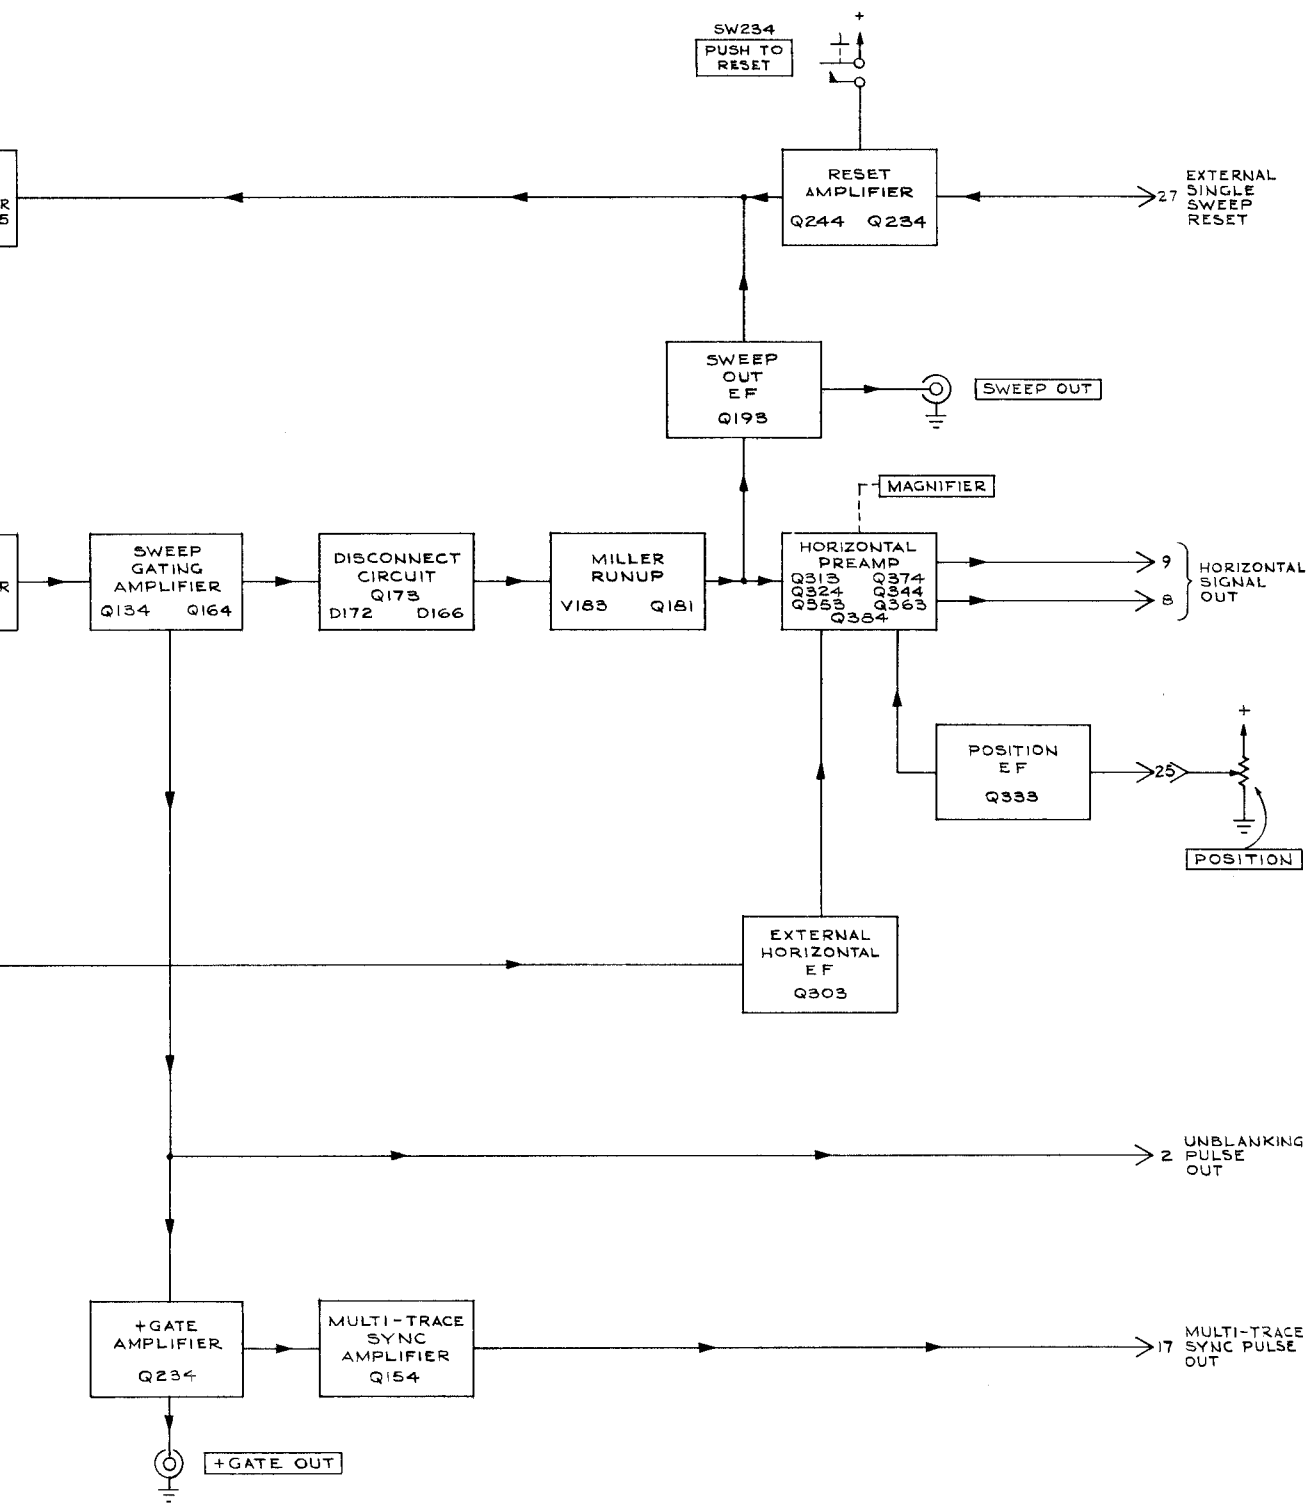 +
SW234
PUSH TO
RESET
RESET
AMPLIFIER
Q244 Q234
27
EXTERNAL
SINGLE
SWEEP
RESET
R
5
SWEEP
OUT
EF
Q193
SWEEP OUT
MAGNIFIER
R
SWEEP
GATING
AMPLIFIER
Q134 Q164
DISCONNECT
CIRCUIT
Q173
D172 D166
MILLER
RUNUP
V183 Q181
HORIZONTAL
PREAMP
Q313 Q374
Q324 Q344
Q353 Q363
Q384
9
8
HORIZONTAL
SIGNAL
OUT
POSITION
EF
Q333
25
+
POSITION
EXTERNAL
HORIZONTAL
EF
Q303
2
UNBLANKING
PULSE
OUT
+GATE
AMPLIFIER
Q234
MULTI-TRACE
SYNC
AMPLIFIER
Q154
17
MULTI-TRACE
SYNC PULSE
OUT
+GATE OUT